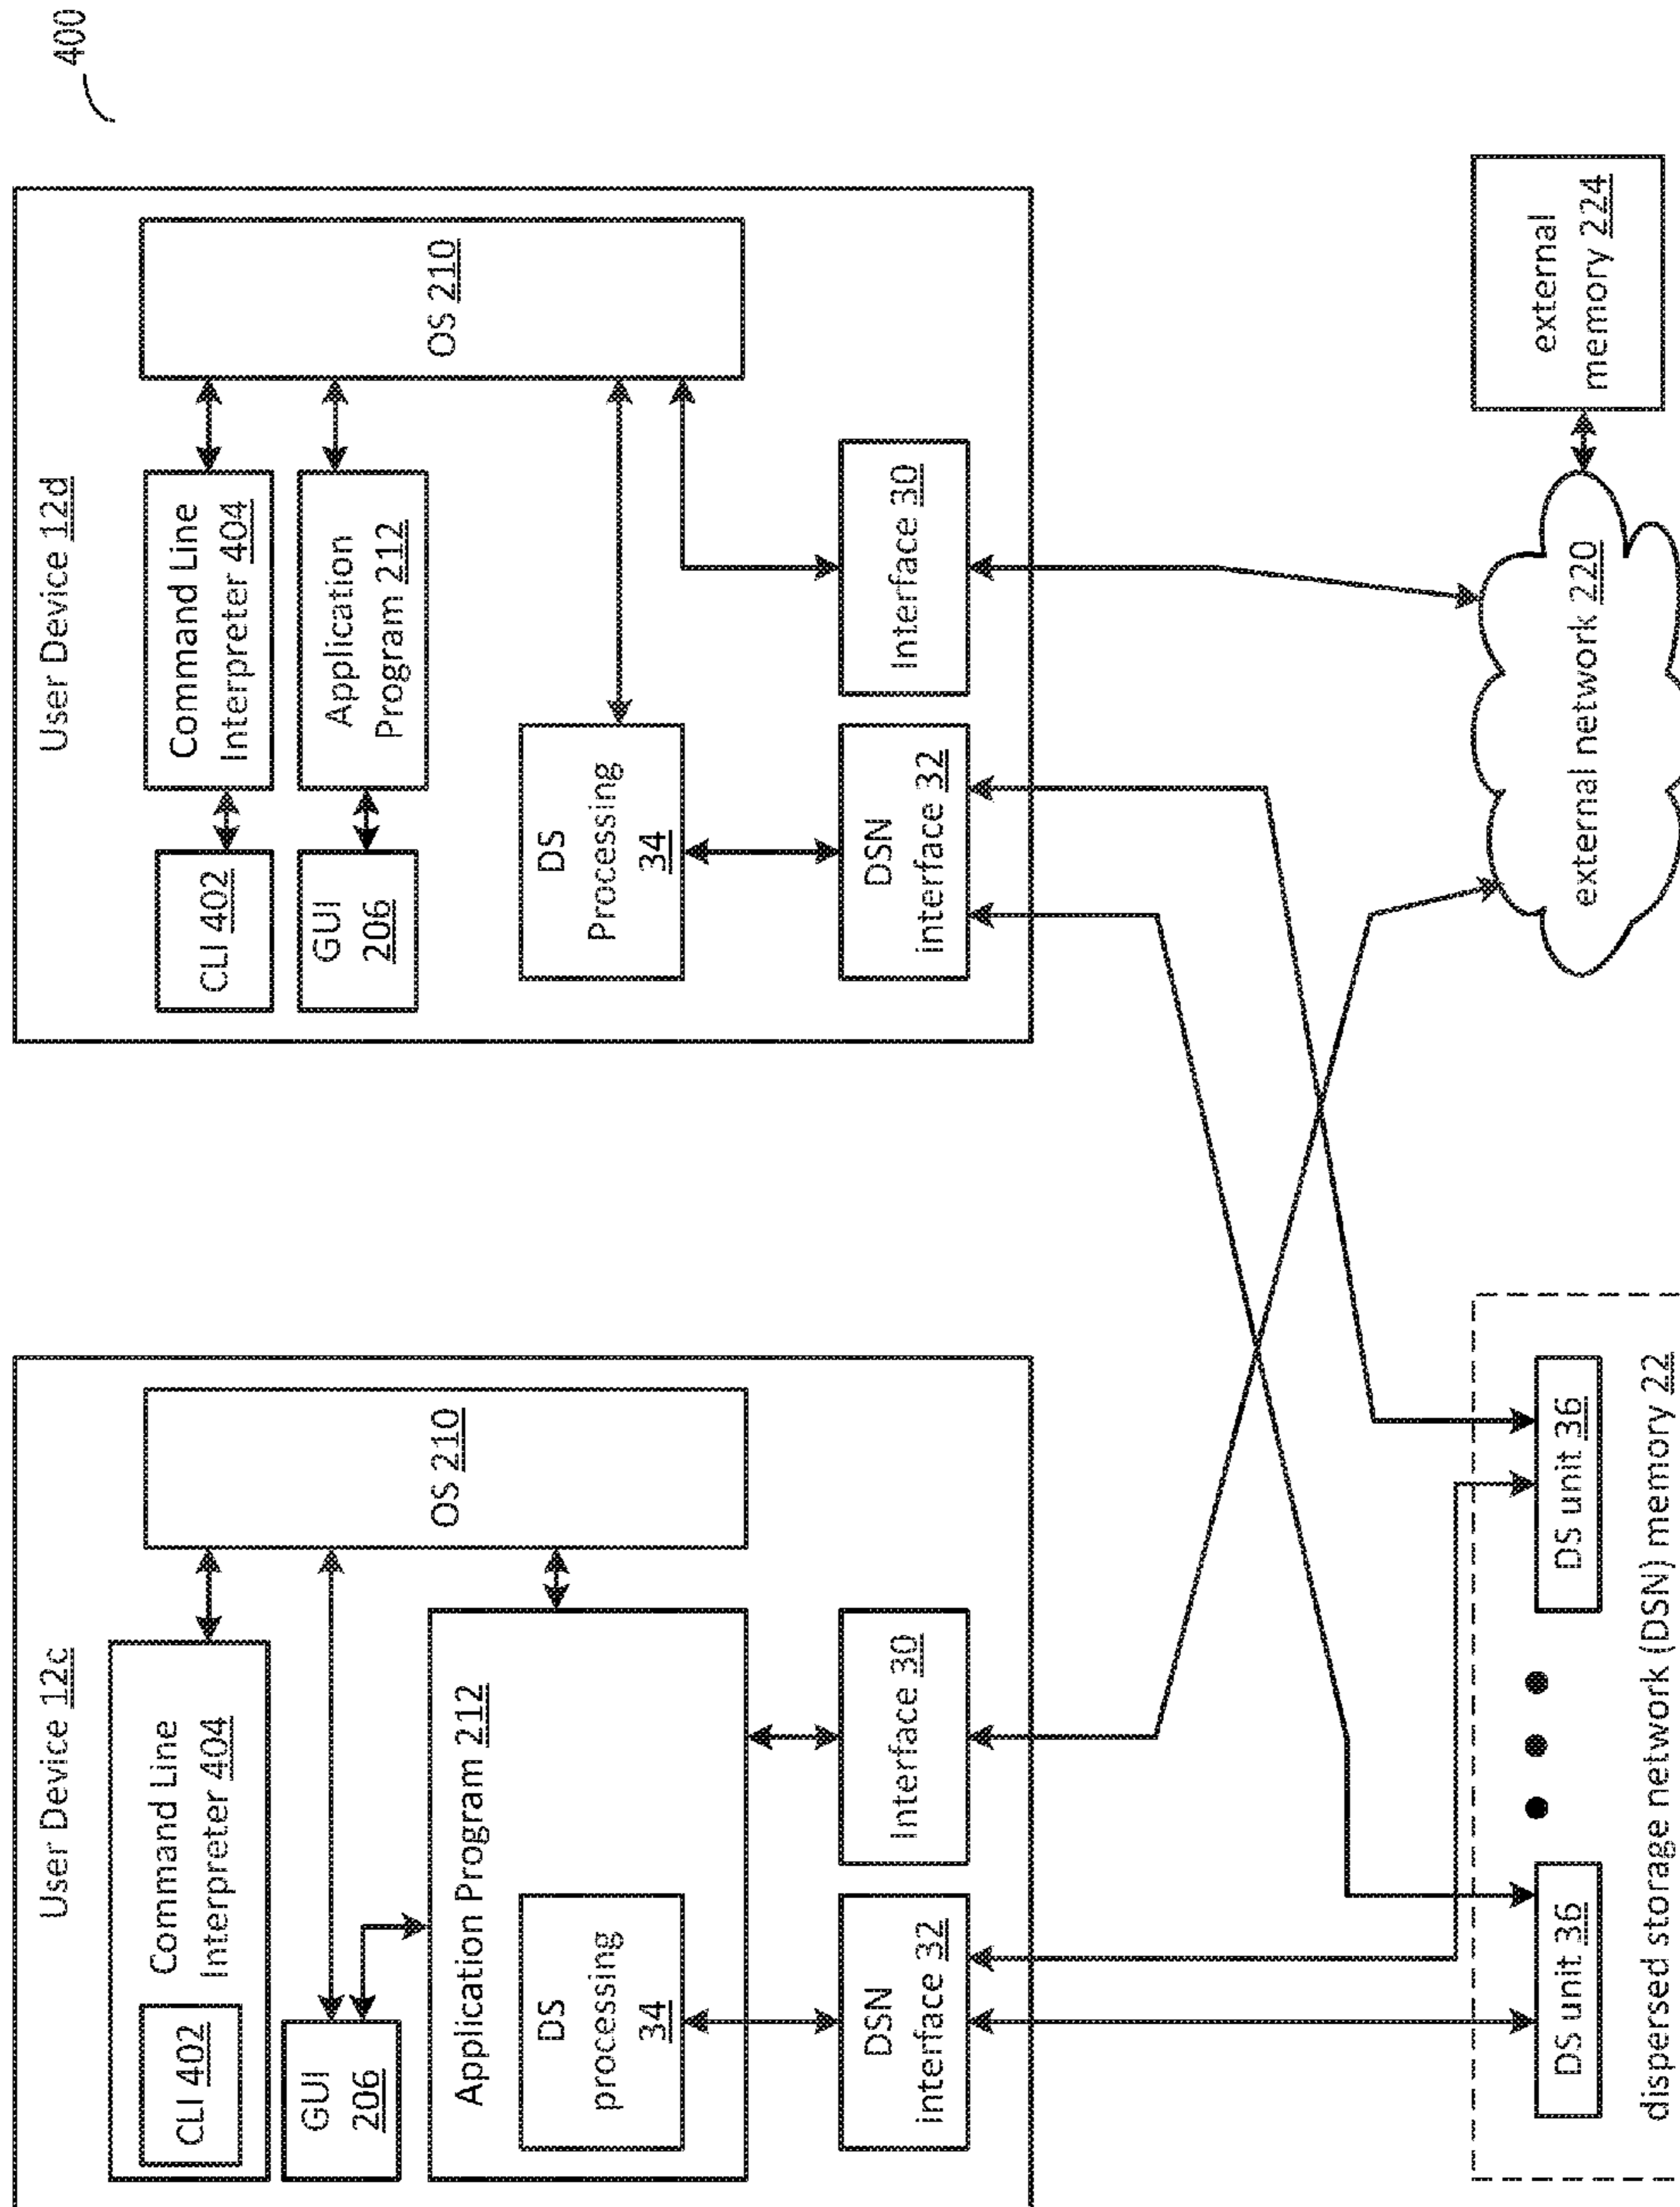 400
User Device 12c
Command Line
Interpreter 404
CLI 402
GUI
206
OS 210
Application Program 212
DS
processing
34
DSN
interface 32
Interface 30
User Device 12d
CLI 402
Command Line
Interpreter 404
GUI
206
Application
Program 212
OS 210
DS
Processing
34
DSN
interface 32
Interface 30
DS unit 36
DS unit 36
dispersed storage network (DSN) memory 22
external network 220
external
memory 224